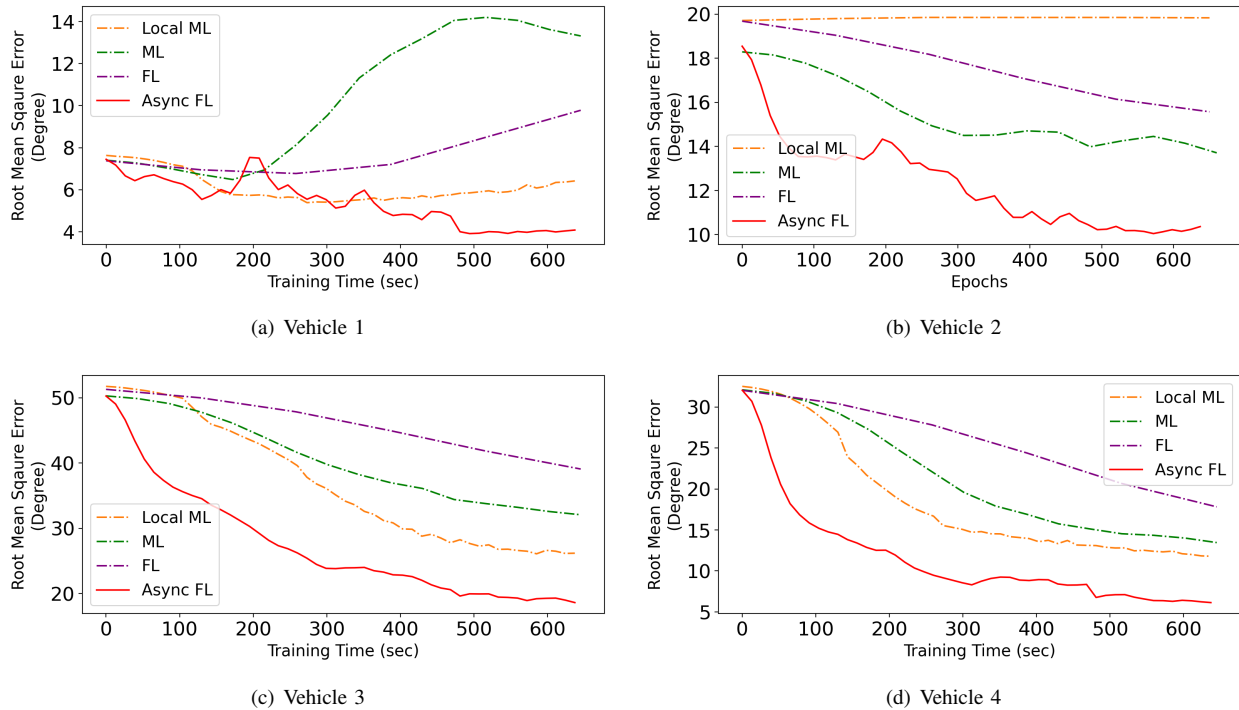 Root Mean Sqaure Error
(Degree)
14
12
10
8
6
4
Local ML
ML
FL
Async FL
0
100
200
300
400
500
600
Training Time (sec)
(a) Vehicle 1
Root Mean Sqaure Error
(Degree)
20
18
16
14
12
10
Local ML
ML
FL
Async FL
0
100
200
300
400
500
600
Epochs
(b) Vehicle 2
Root Mean Sqaure Error
(Degree)
50
40
30
20
Local ML
ML
FL
Async FL
0
100
200
300
400
500
600
Training Time (sec)
(c) Vehicle 3
Root Mean Sqaure Error
(Degree)
30
25
20
15
10
5
Local ML
ML
FL
Async FL
0
100
200
300
400
500
600
Training Time (sec)
(d) Vehicle 4